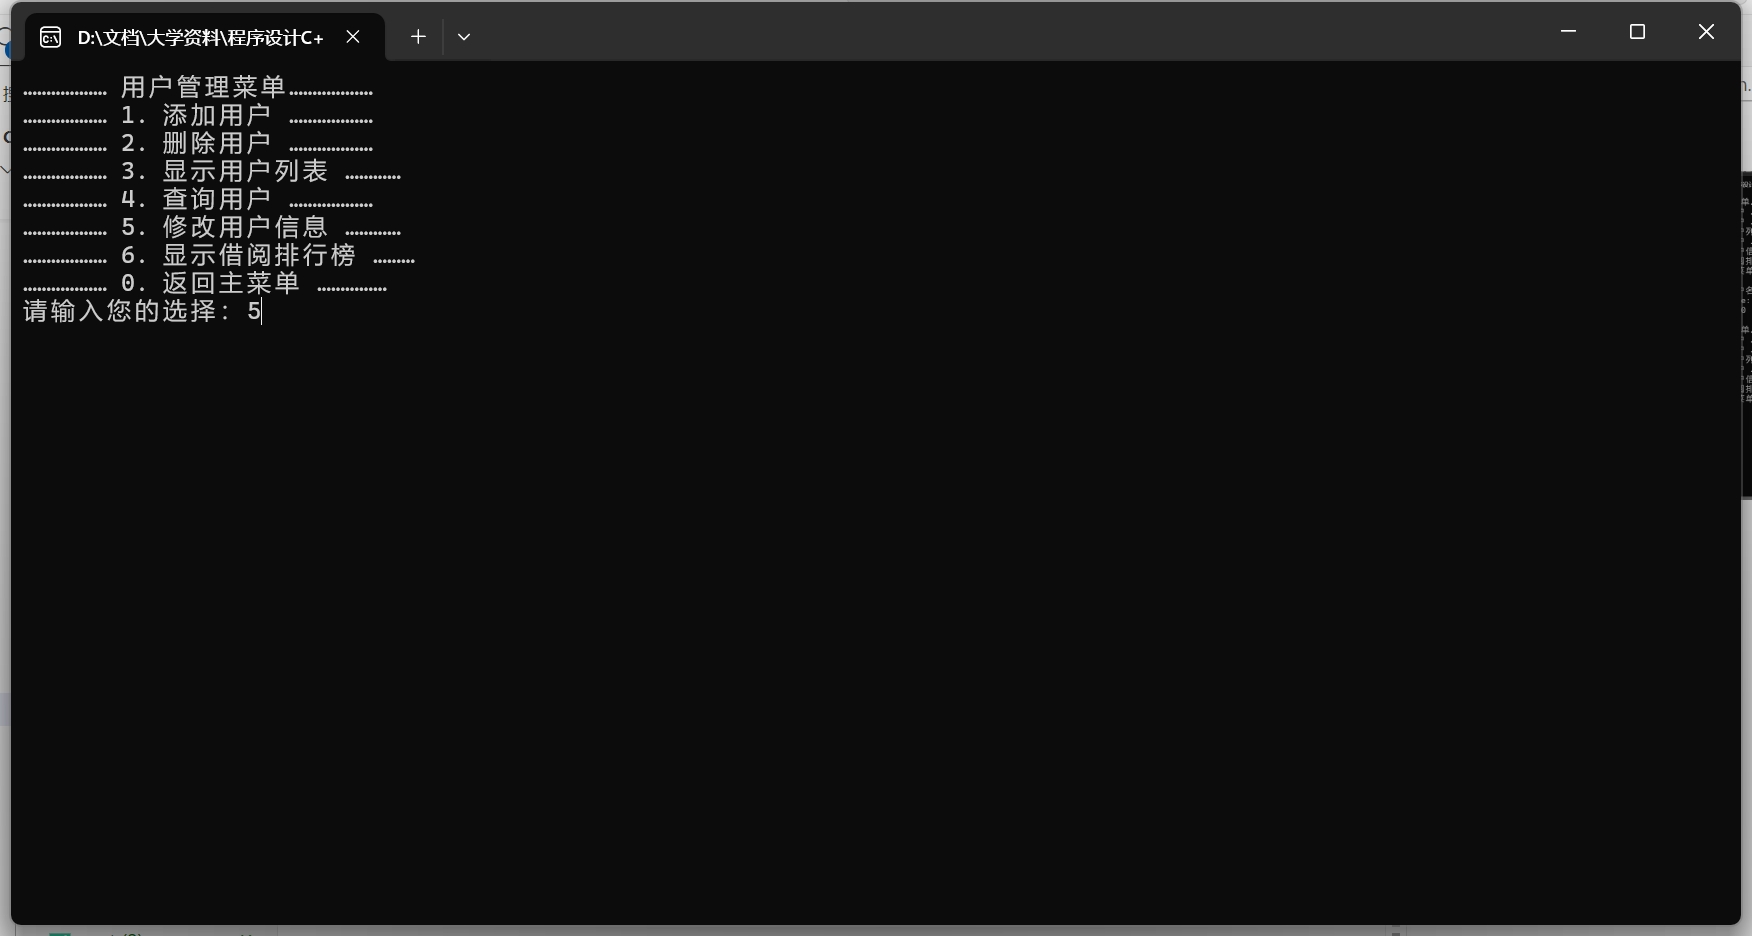 D:\文档\大学资料\程序设计C+
……………… 用户管理菜单………………
……………… 1. 添加用户 ………………
……………… 2. 删除用户 ………………
……………… 3. 显示用户列表 …………
……………… 4. 查询用户 ………………
……………… 5. 修改用户信息 …………
……………… 6. 显示借阅排行榜 ………
……………… 0. 返回主菜单 ……………
请输入您的选择: 5